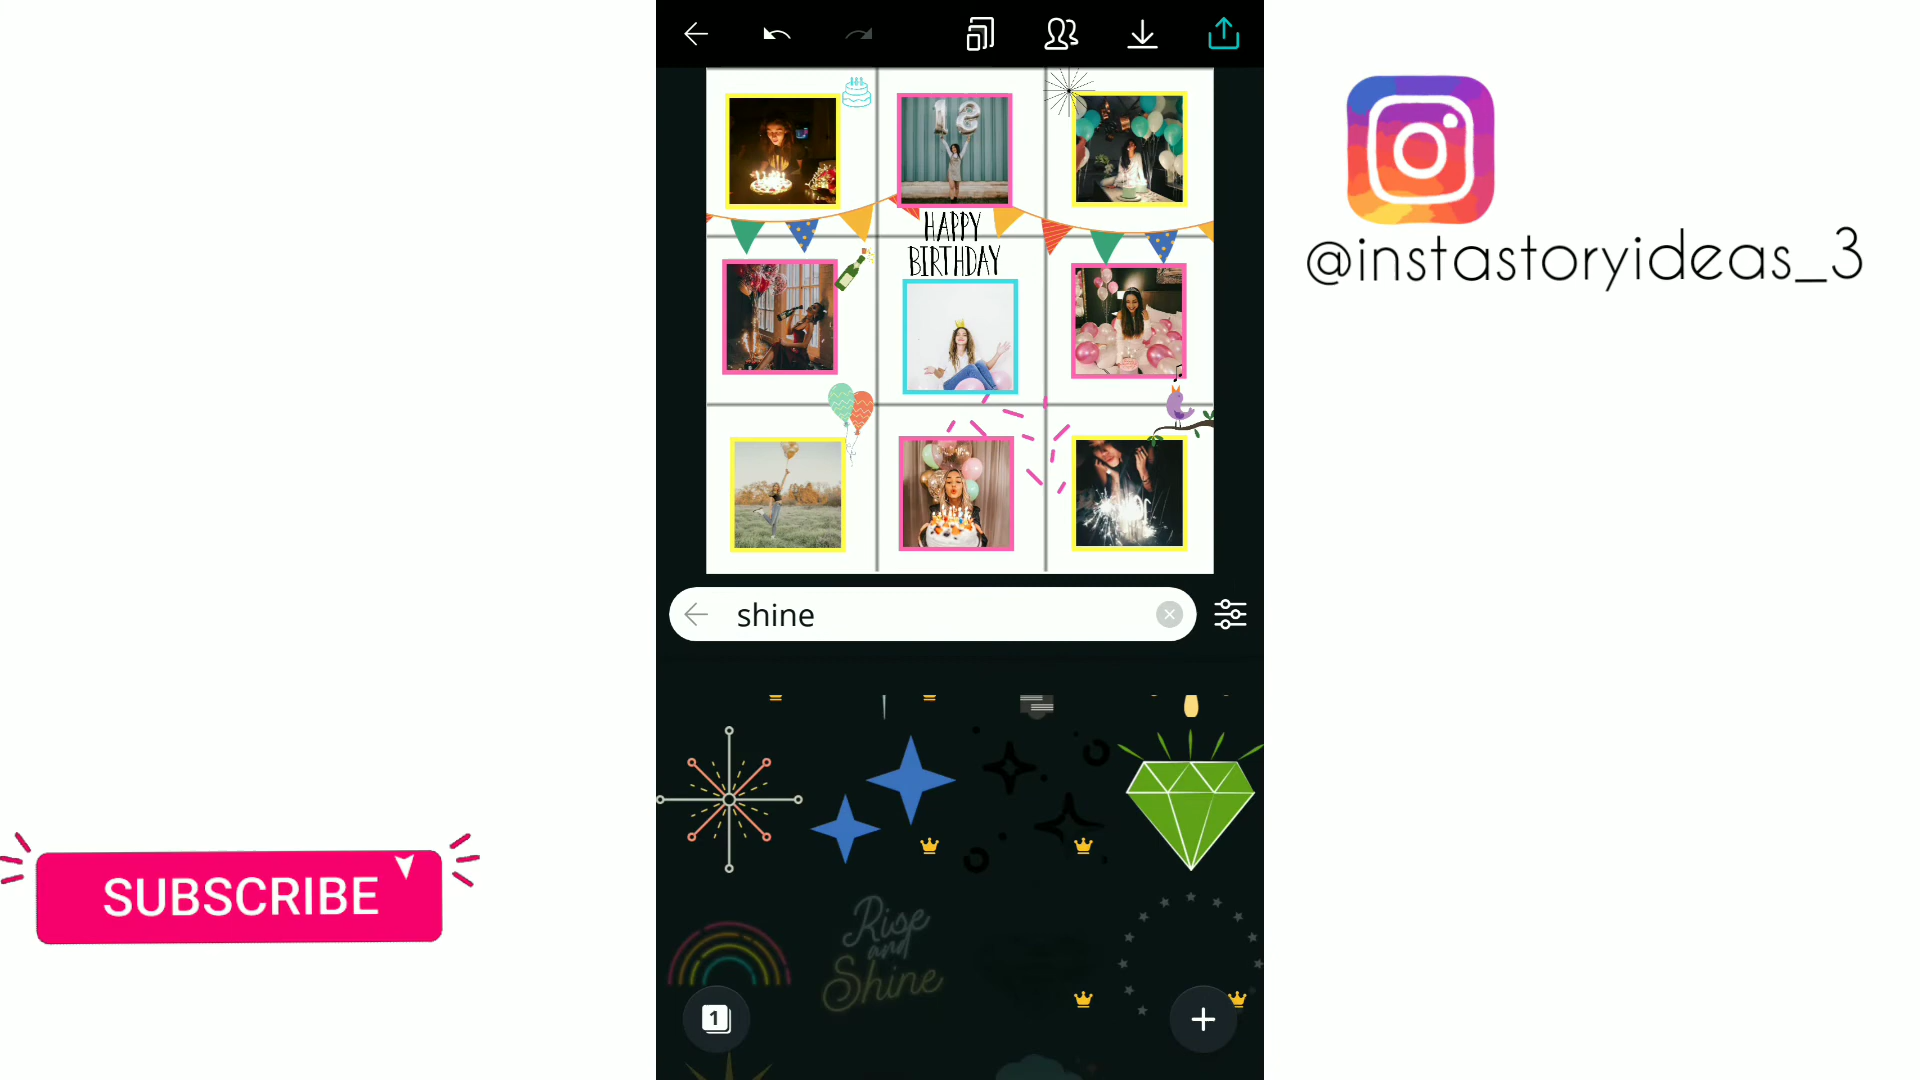 HAPPY
BIRTHDAY
@instastoryideas_3
shine
SUBSCRIBE
Rise
and
Shine
1